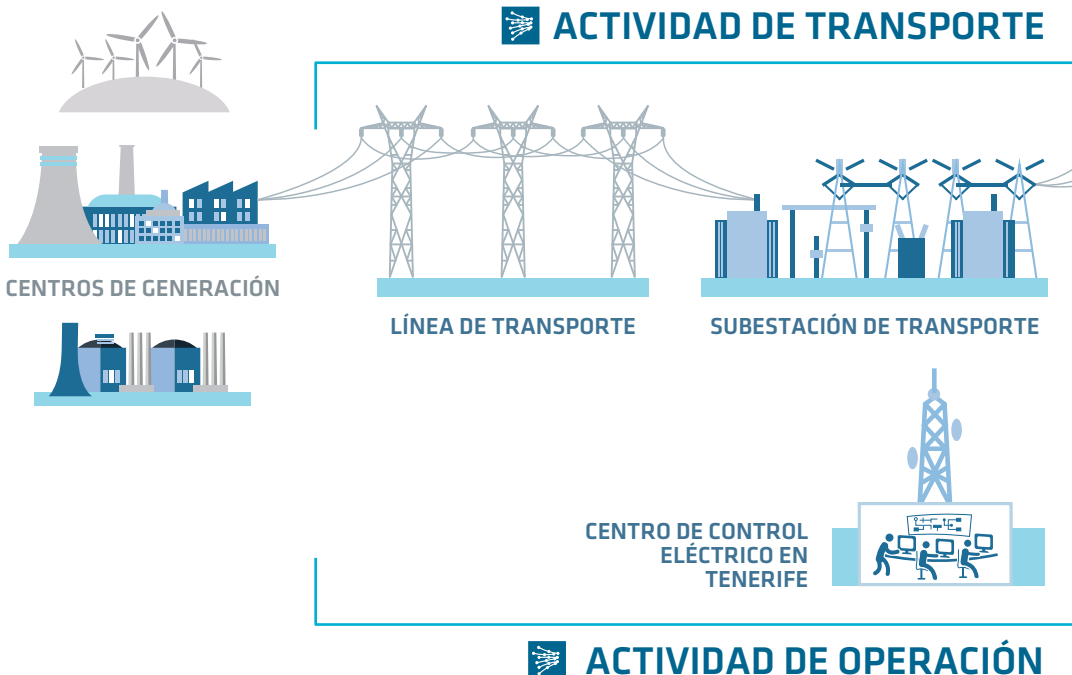 ACTIVIDAD DE TRANSPORTE
CENTROS DE GENERACIÓN
LÍNEA DE TRANSPORTE
SUBESTACIÓN DE TRANSPORTE
CENTRO DE CONTROL
ELÉCTRICO EN
TENERIFE
ACTIVIDAD DE OPERACIÓN